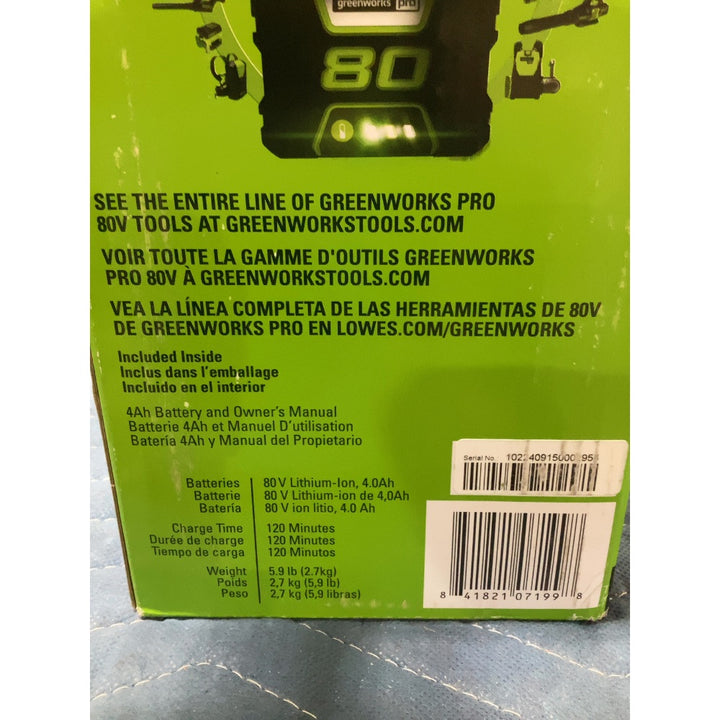 greenworks pro
80
SEE THE ENTIRE LINE OF GREENWORKS PRO
80V TOOLS AT GREENWORKSTOOLS.COM
VOIR TOUTE LA GAMME D'OUTILS GREENWORKS
PRO 80V À GREENWORKSTOOLS.COM
VEA LA LÍNEA COMPLETA DE LAS HERRAMIENTAS DE 80V
DE GREENWORKS PRO EN LOWES.COM/GREENWORKS
Included Inside
Inclus dans l'emballage
Incluido en el interior
4Ah Battery and Owner's Manual
Batterie 4Ah et Manuel D'utilisation
Batería 4Ah y Manual del Propietario
Serial No.
Batteries 80 V Lithium-Ion, 4.0Ah
Batterie 80 V Lithium-ion de 4,0Ah
Batería 80 V ion litio, 4.0 Ah
Charge Time 120 Minutes
Durée de charge 120 Minutes
Tiempo de carga 120 Minutos
Weight 5.9 lb (2.7kg)
Poids 2,7 kg (5,9 lb)
Peso 2,7 kg (5,9 libras)
8 41821 07199 8